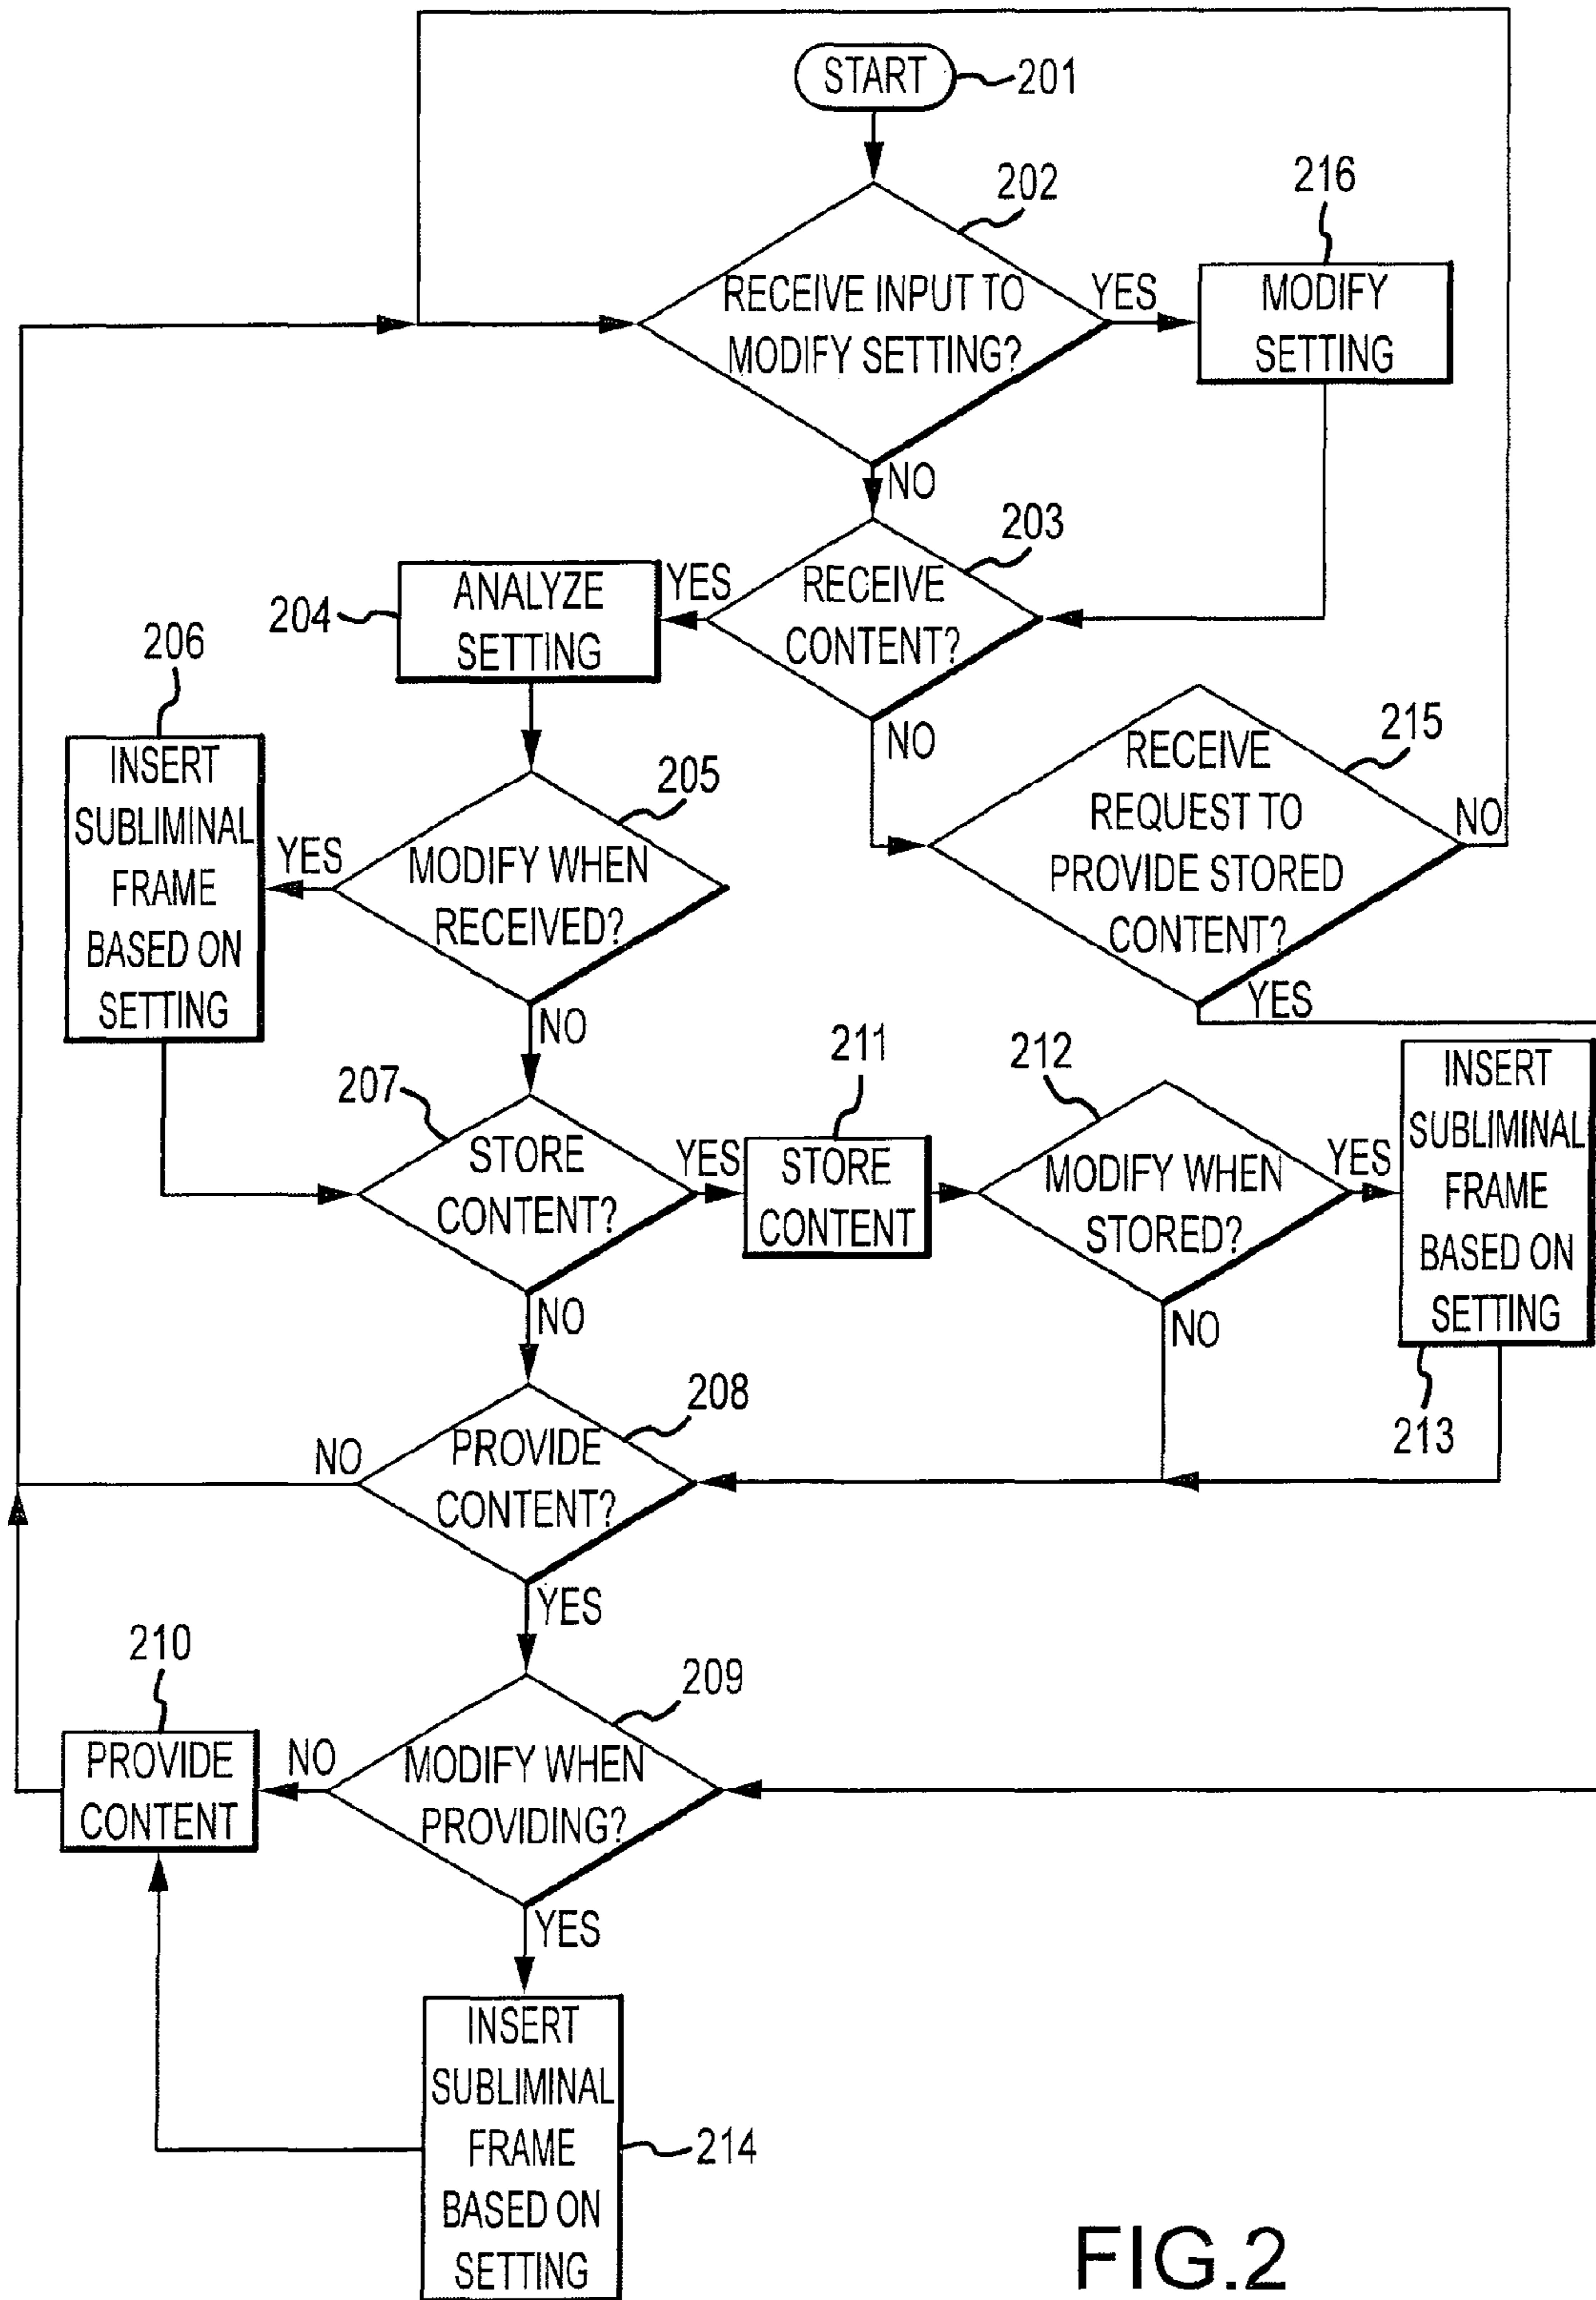 START
201
202
216
RECEIVE INPUT TO
MODIFY SETTING?
YES
MODIFY
SETTING
NO
203
RECEIVE
CONTENT?
YES
ANALYZE
SETTING
204
NO
206
INSERT
SUBLIMINAL
FRAME
BASED ON
SETTING
205
MODIFY WHEN
RECEIVED?
YES
NO
215
RECEIVE
REQUEST TO
PROVIDE STORED
CONTENT?
NO
YES
207
STORE
CONTENT?
YES
211
STORE
CONTENT
212
MODIFY WHEN
STORED?
YES
INSERT
SUBLIMINAL
FRAME
BASED ON
SETTING
213
NO
NO
208
PROVIDE
CONTENT?
NO
YES
210
PROVIDE
CONTENT
NO
209
MODIFY WHEN
PROVIDING?
YES
INSERT
SUBLIMINAL
FRAME
BASED ON
SETTING
214
FIG.2